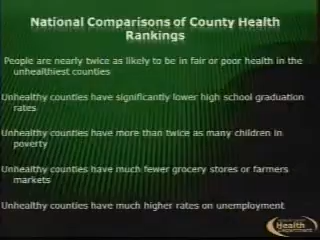 National Comparisons of County Health
Rankings
People are nearly twice as likely to be in fair or poor health in the
unhealthiest counties
Unhealthy counties have significantly lower high school graduation
rates
Unhealthy counties have more than twice as many children in
poverty
Unhealthy counties have much fewer grocery stores or farmers
markets
Unhealthy counties have much higher rates on unemployment
Health
Department